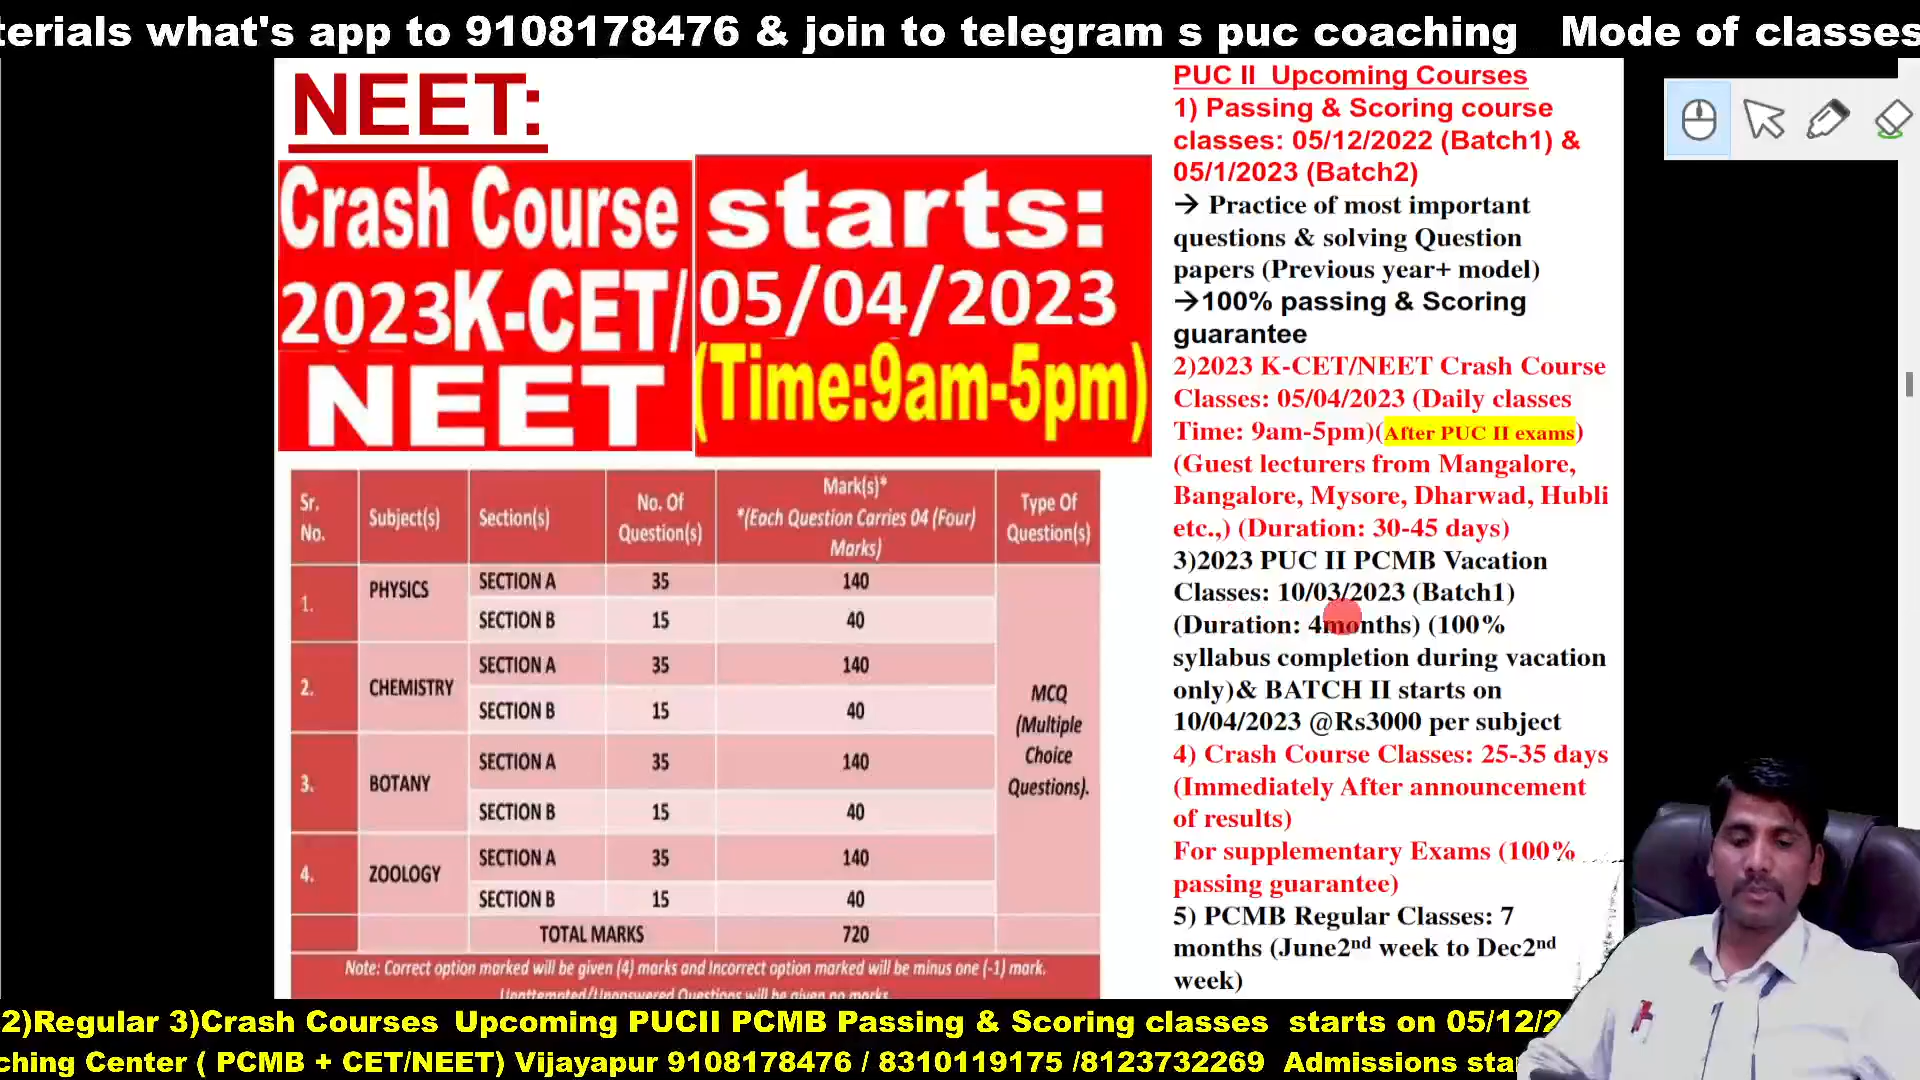 terials what's app to 9108178476 & join to telegram s puc coaching Mode of classes
NEET:
Crash Course
2023K-CET/
NEET
starts:
05/04/2023
(Time:9am-5pm)
Sr. No. Subject(s) Section(s) No. Of Question(s) Mark(s)* *(Each Question Carries 04 (Four) Marks) Type Of Question(s)
1. PHYSICS SECTION A 35 140
SECTION B 15 40
2. CHEMISTRY SECTION A 35 140
SECTION B 15 40
MCQ
(Multiple
Choice
Questions).
3. BOTANY SECTION A 35 140
SECTION B 15 40
4. ZOOLOGY SECTION A 35 140
SECTION B 15 40
TOTAL MARKS 720
Note: Correct option marked will be given (4) marks and Incorrect option marked will be minus one (-1) mark.
Unattempted/Unanswered Questions will be given no marks
PUC II Upcoming Courses
1) Passing & Scoring course
classes: 05/12/2022 (Batch1) &
05/1/2023 (Batch2)
→ Practice of most important
questions & solving Question
papers (Previous year+ model)
→100% passing & Scoring
guarantee
2)2023 K-CET/NEET Crash Course
Classes: 05/04/2023 (Daily classes
Time: 9am-5pm)(After PUC II exams)
(Guest lecturers from Mangalore,
Bangalore, Mysore, Dharwad, Hubli
etc.,) (Duration: 30-45 days)
3)2023 PUC II PCMB Vacation
Classes: 10/03/2023 (Batch1)
(Duration: 4months) (100%
syllabus completion during vacation
only)& BATCH II starts on
10/04/2023 @Rs3000 per subject
4) Crash Course Classes: 25-35 days
(Immediately After announcement
of results)
For supplementary Exams (100%
passing guarantee)
5) PCMB Regular Classes: 7
months (June2nd week to Dec2nd
week)
2)Regular 3)Crash Courses Upcoming PUCII PCMB Passing & Scoring classes starts on 05/12/2
ching Center ( PCMB + CET/NEET) Vijayapur 9108178476 / 8310119175 /8123732269 Admissions sta